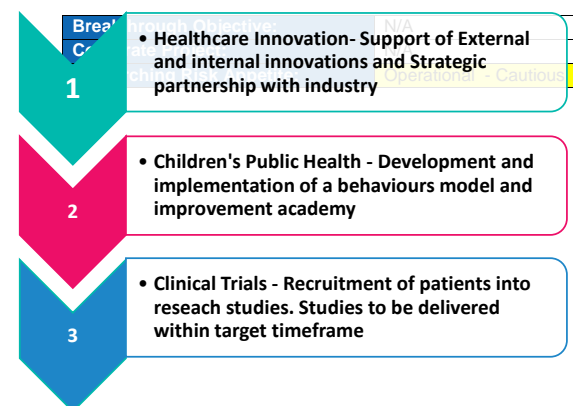 Breakthrough Objective: N/A
1
• Healthcare Innovation- Support of External
and internal innovations and Strategic
partnership with industry
Operational - Cautious
2
• Children's Public Health - Development and
implementation of a behaviours model and
improvement academy
3
• Clinical Trials - Recruitment of patients into
reseach studies. Studies to be delivered
within target timeframe